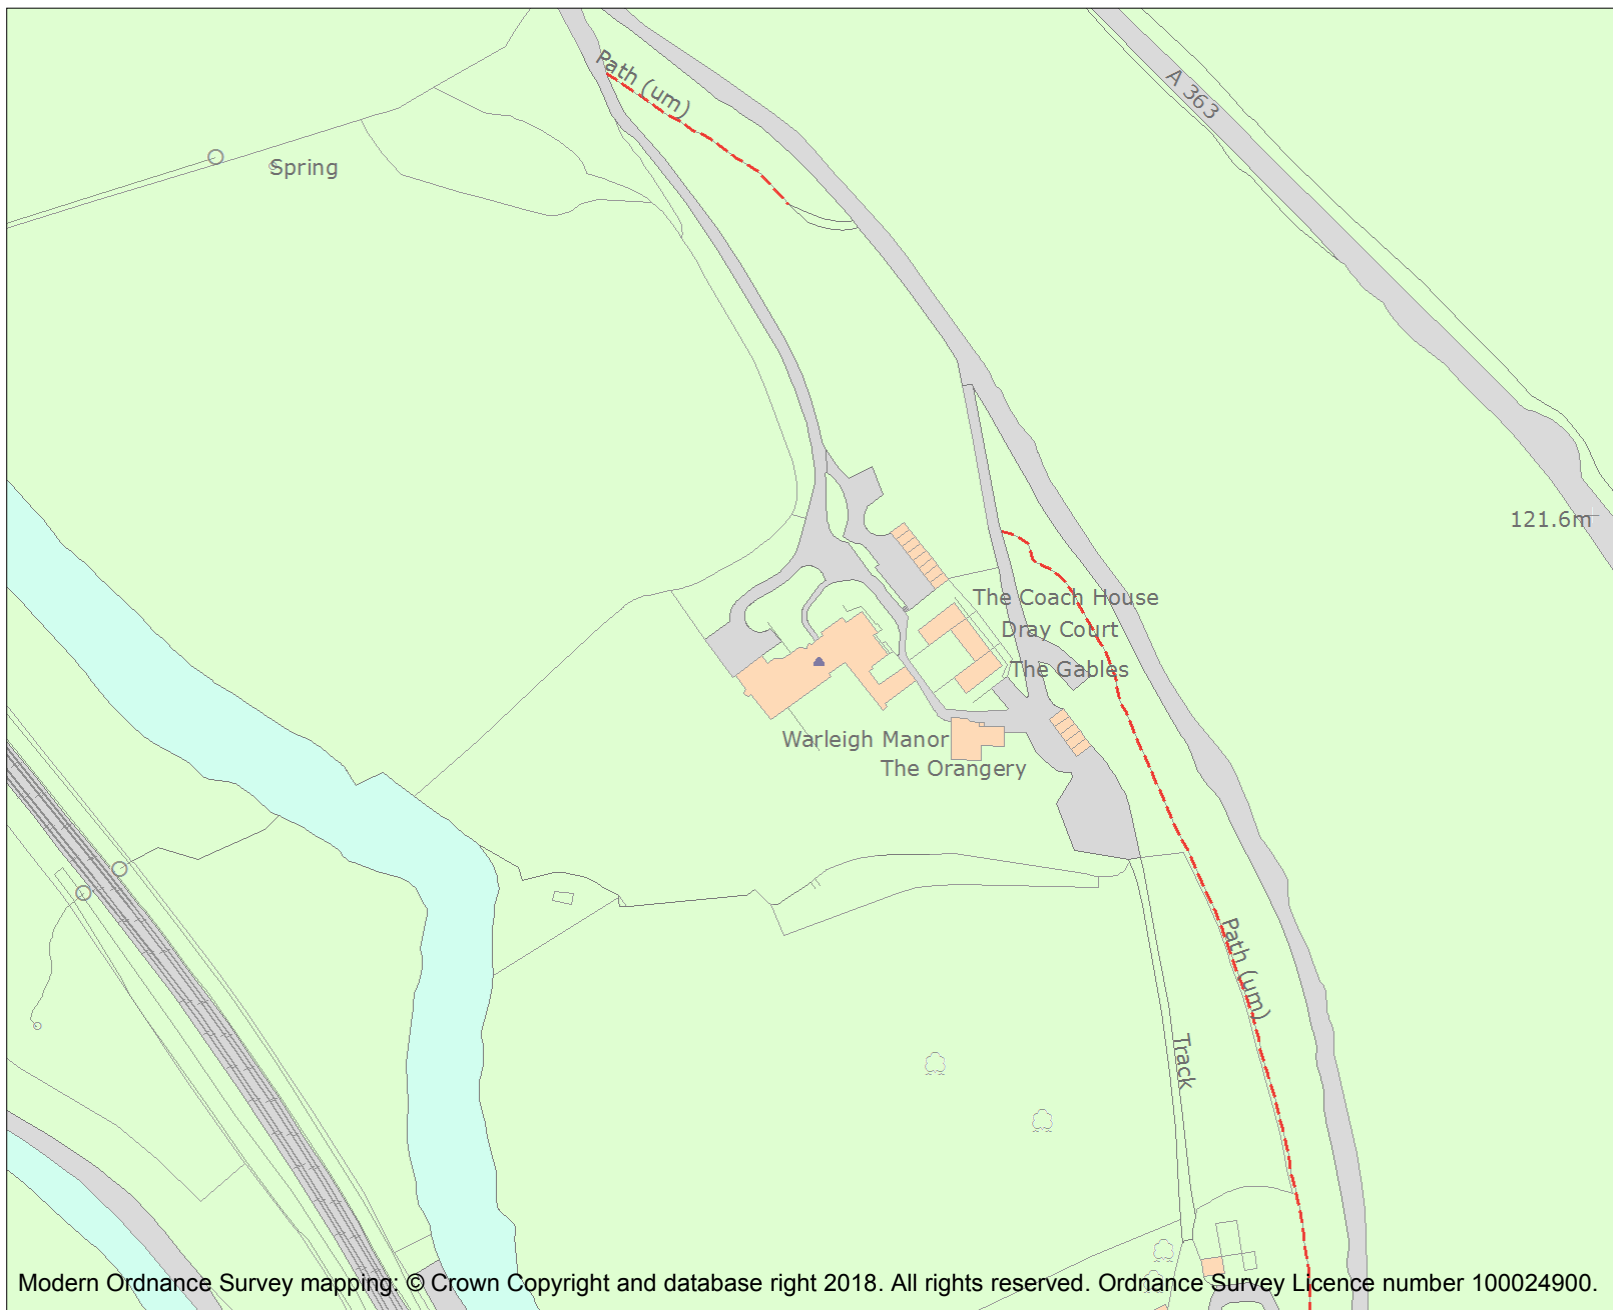 Path (um)
A 363
Spring
121.6m
The Coach House
Dray Court
The Gables
Warleigh Manor
The Orangery
Path (um)
Track
Modern Ordnance Survey mapping: © Crown Copyright and database right 2018. All rights reserved. Ordnance Survey Licence number 100024900.